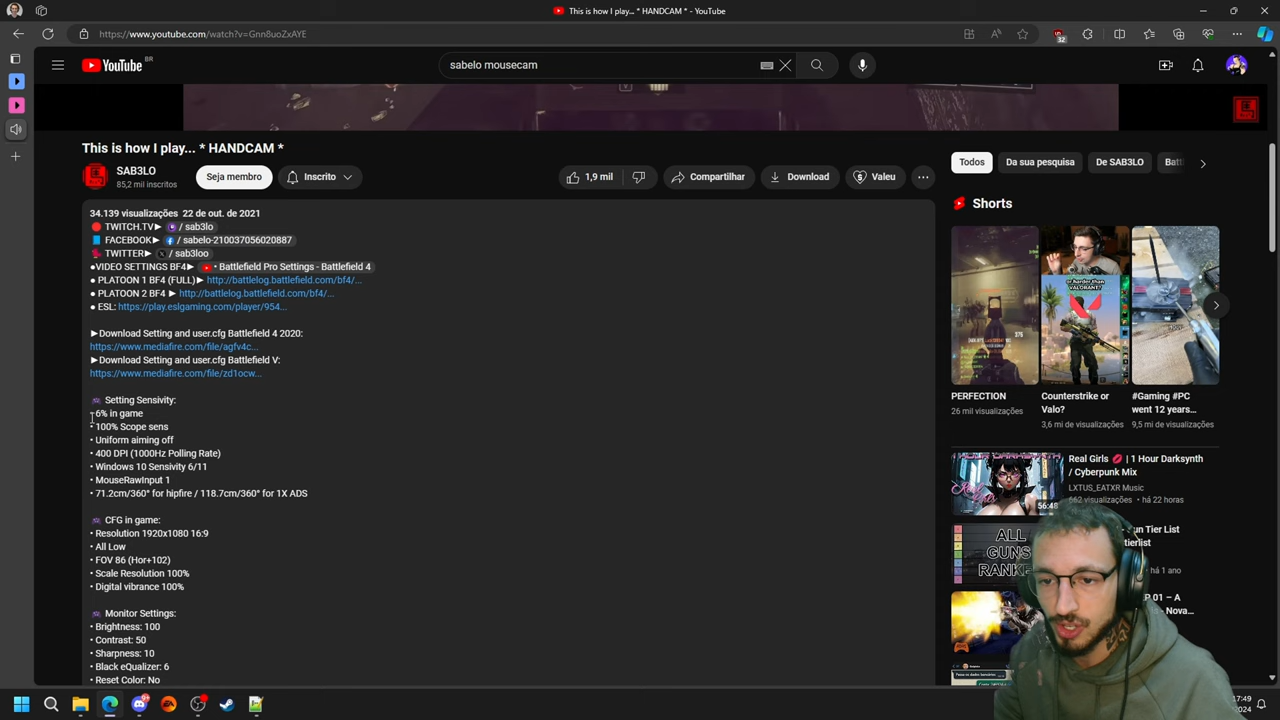 This is how I play... * HANDCAM * - YouTube
https://www.youtube.com/watch?v=Gnn8uoZxAYE
32
YouTube BR
sabelo mousecam
This is how I play... * HANDCAM *
SAB3LO
85,2 mil inscritos
Seja membro
Inscrito
1,9 mil
Compartilhar
Download
Valeu
Todos
Da sua pesquisa
De SAB3LO
Batt
34.139 visualizações 22 de out. de 2021
TWITCH.TV► / sab3lo
FACEBOOK► / sabelo-210037056020887
TWITTER► / sab3loo
●VIDEO SETTINGS BF4► • Battlefield Pro Settings - Battlefield 4
● PLATOON 1 BF4 (FULL)► http://battlelog.battlefield.com/bf4/...
● PLATOON 2 BF4 ► http://battlelog.battlefield.com/bf4/...
● ESL: https://play.eslgaming.com/player/954...
►Download Setting and user.cfg Battlefield 4 2020:
https://www.mediafire.com/file/agfv4c...
►Download Setting and user.cfg Battlefield V:
https://www.mediafire.com/file/zd1ocw...
Setting Sensivity:
6% in game
• 100% Scope sens
• Uniform aiming off
• 400 DPI (1000Hz Polling Rate)
• Windows 10 Sensivity 6/11
• MouseRawInput 1
• 71.2cm/360° for hipfire / 118.7cm/360° for 1X ADS
CFG in game:
• Resolution 1920x1080 16:9
• All Low
• FOV 86 (Hor+102)
• Scale Resolution 100%
• Digital vibrance 100%
Monitor Settings:
• Brightness: 100
• Contrast: 50
• Sharpness: 10
• Black eQualizer: 6
• Reset Color: No
Shorts
PERFECTION
26 mil visualizações
Counterstrike or
Valo?
3,6 mi de visualizações
#Gaming #PC
went 12 years...
9,5 mi de visualizações
harder than
VALORANT?
Real Girls 💋 | 1 Hour Darksynth
/ Cyberpunk Mix
LXTUS_EATXR Music
662 visualizações • há 22 horas
56:48
ALL
GUNS
RANKE
un Tier List
tierlist
há 1 ano
P 01 – A
- Nova...
17:49
2024